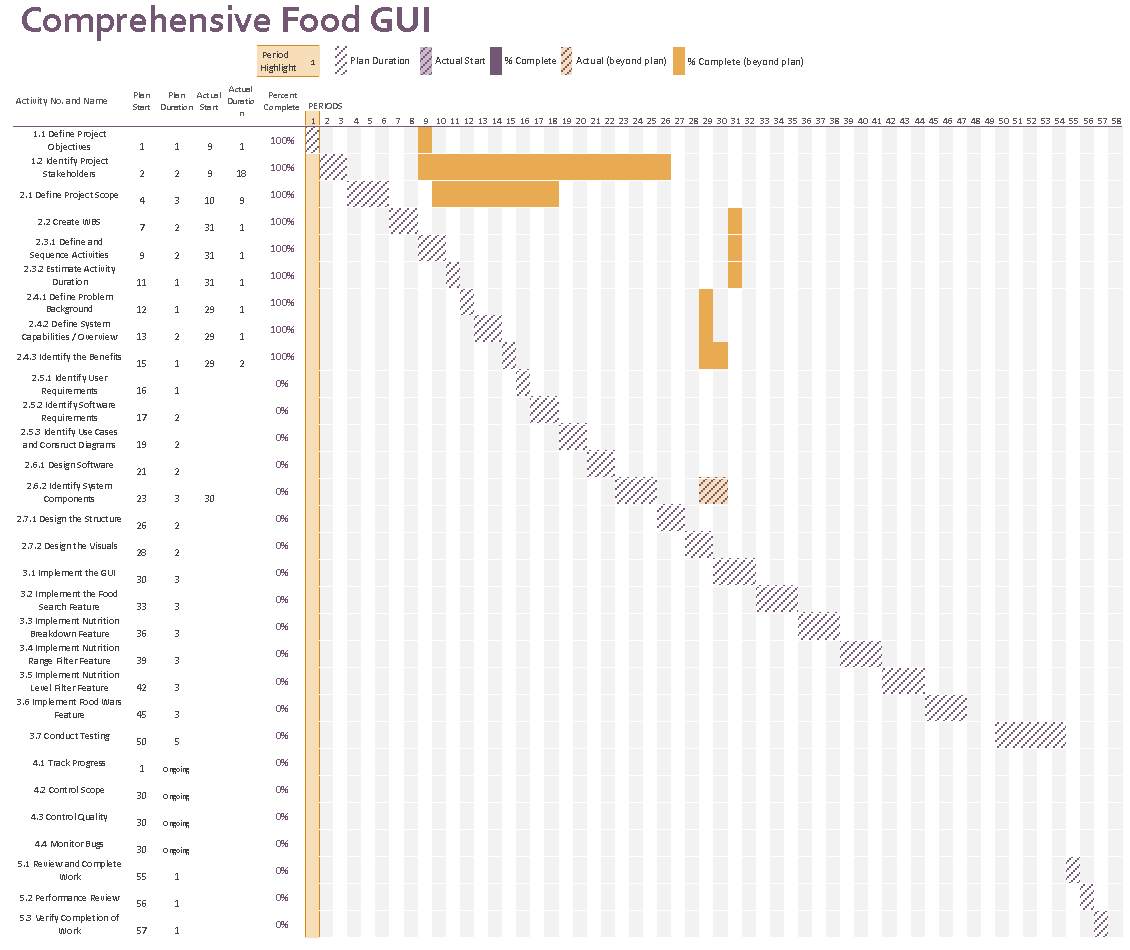 Comprehensive Food GUI
Period Highlight 1 Plan Duration Actual Start % Complete Actual (beyond plan) % Complete (beyond plan)
Activity No. and Name Plan Start Plan Duration Actual Start Actual Duration Percent Complete PERIODS
1 2 3 4 5 6 7 8 9 10 11 12 13 14 15 16 17 18 19 20 21 22 23 24 25 26 27 28 29 30 31 32 33 34 35 36 37 38 39 40 41 42 43 44 45 46 47 48 49 50 51 52 53 54 55 56 57 58
1.1 Define Project Objectives 1 1 9 1 100%
1.2 Identify Project Stakeholders 2 2 9 18 100%
2.1 Define Project Scope 4 3 10 9 100%
2.2 Create WBS 7 2 31 1 100%
2.3.1 Define and Sequence Activities 9 2 31 1 100%
2.3.2 Estimate Activity Duration 11 1 31 1 100%
2.4.1 Define Problem Background 12 1 29 1 100%
2.4.2 Define System Capabilities / Overview 13 2 29 1 100%
2.4.3 Identify the Benefits 15 1 29 2 100%
2.5.1 Identify User Requirements 16 1 0%
2.5.2 Identify Software Requirements 17 2 0%
2.5.3 Identify Use Cases and Consruct Diagrams 19 2 0%
2.6.1 Design Software 21 2 0%
2.6.2 Identify System Components 23 3 30 0%
2.7.1 Design the Structure 26 2 0%
2.7.2 Design the Visuals 28 2 0%
3.1 Implement the GUI 30 3 0%
3.2 Implement the Food Search Feature 33 3 0%
3.3 Implement Nutrition Breakdown Feature 36 3 0%
3.4 Implement Nutrition Range Filter Feature 39 3 0%
3.5 Implement Nutrition Level Filter Feature 42 3 0%
3.6 Implement Food Wars Feature 45 3 0%
3.7 Conduct Testing 50 5 0%
4.1 Track Progress 1 Ongoing 0%
4.2 Control Scope 30 Ongoing 0%
4.3 Control Quality 30 Ongoing 0%
4.4 Monitor Bugs 30 Ongoing 0%
5.1 Review and Complete Work 55 1 0%
5.2 Performance Review 56 1 0%
5.3 Verify Completion of Work 57 1 0%